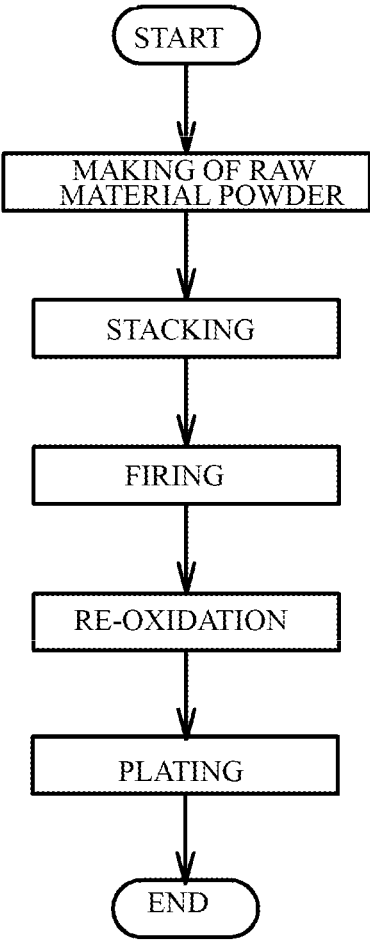 START
MAKING OF RAW
MATERIAL POWDER
STACKING
FIRING
RE-OXIDATION
PLATING
END